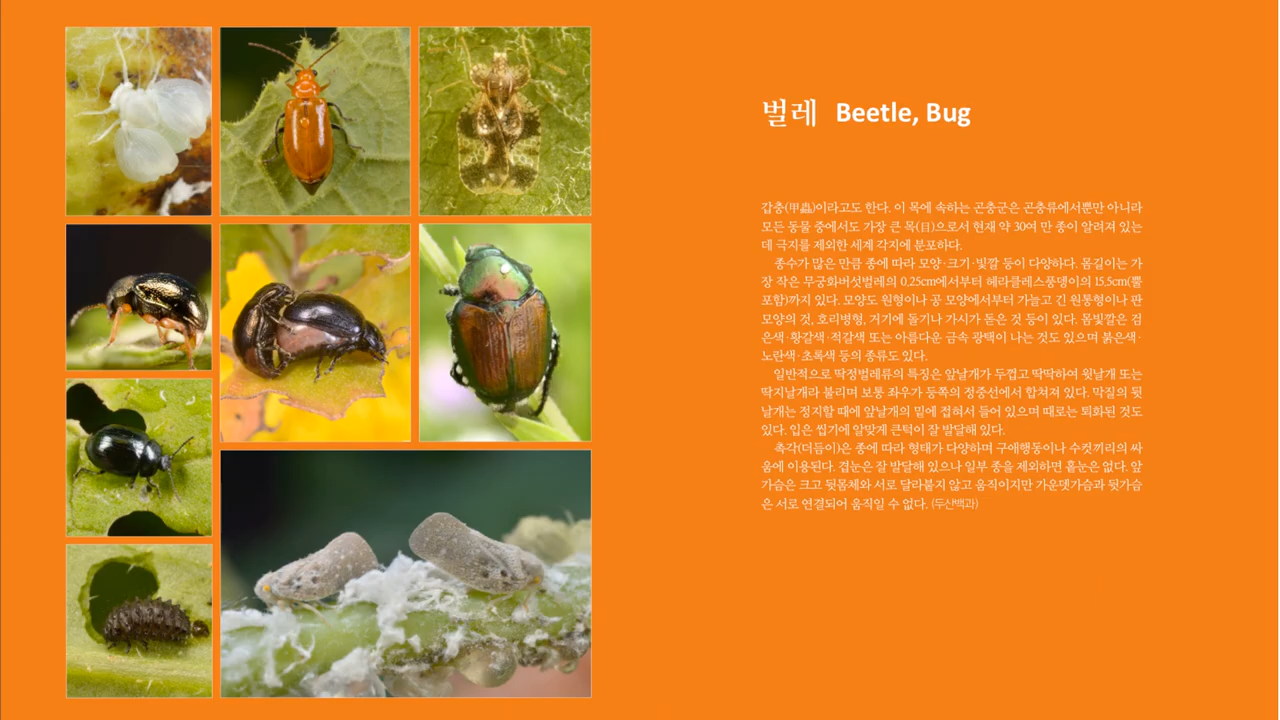 벌레 Beetle, Bug
갑충(甲蟲)이라고도 한다. 이 목에 속하는 곤충군은 곤충류에서뿐만 아니라
모든 동물 중에서도 가장 큰 목(目)으로서 현재 약 30여 만 종이 알려져 있는
데 극지를 제외한 세계 각지에 분포하다.
종수가 많은 만큼 종에 따라 모양·크기·빛깔 등이 다양하다. 몸길이는 가
장 작은 무궁화버섯벌레의 0.25cm에서부터 헤라클레스풍뎅이의 15.5cm(뿔
포함)까지 있다. 모양도 원형이나 공 모양에서부터 가늘고 긴 원통형이나 판
모양의 것, 호리병형, 거기에 돌기나 가시가 돋은 것 등이 있다. 몸빛깔은 검
은색·황갈색·적갈색 또는 아름다운 금속 광택이 나는 것도 있으며 붉은색·
노란색·초록색 등의 종류도 있다.
일반적으로 딱정벌레류의 특징은 앞날개가 두껍고 딱딱하여 윗날개 또는
딱지날개라 불리며 보통 좌우가 등쪽의 정중선에서 합쳐져 있다. 막질의 뒷
날개는 정지할 때에 앞날개의 밑에 접혀서 들어 있으며 때로는 퇴화된 것도
있다. 입은 씹기에 알맞게 큰턱이 잘 발달해 있다.
촉각(더듬이)은 종에 따라 형태가 다양하며 구애행동이나 수컷끼리의 싸
움에 이용된다. 겹눈은 잘 발달해 있으나 일부 종을 제외하면 홑눈은 없다. 앞
가슴은 크고 뒷몸체와 서로 달라붙지 않고 움직이지만 가운뎃가슴과 뒷가슴
은 서로 연결되어 움직일 수 없다. (두산백과)